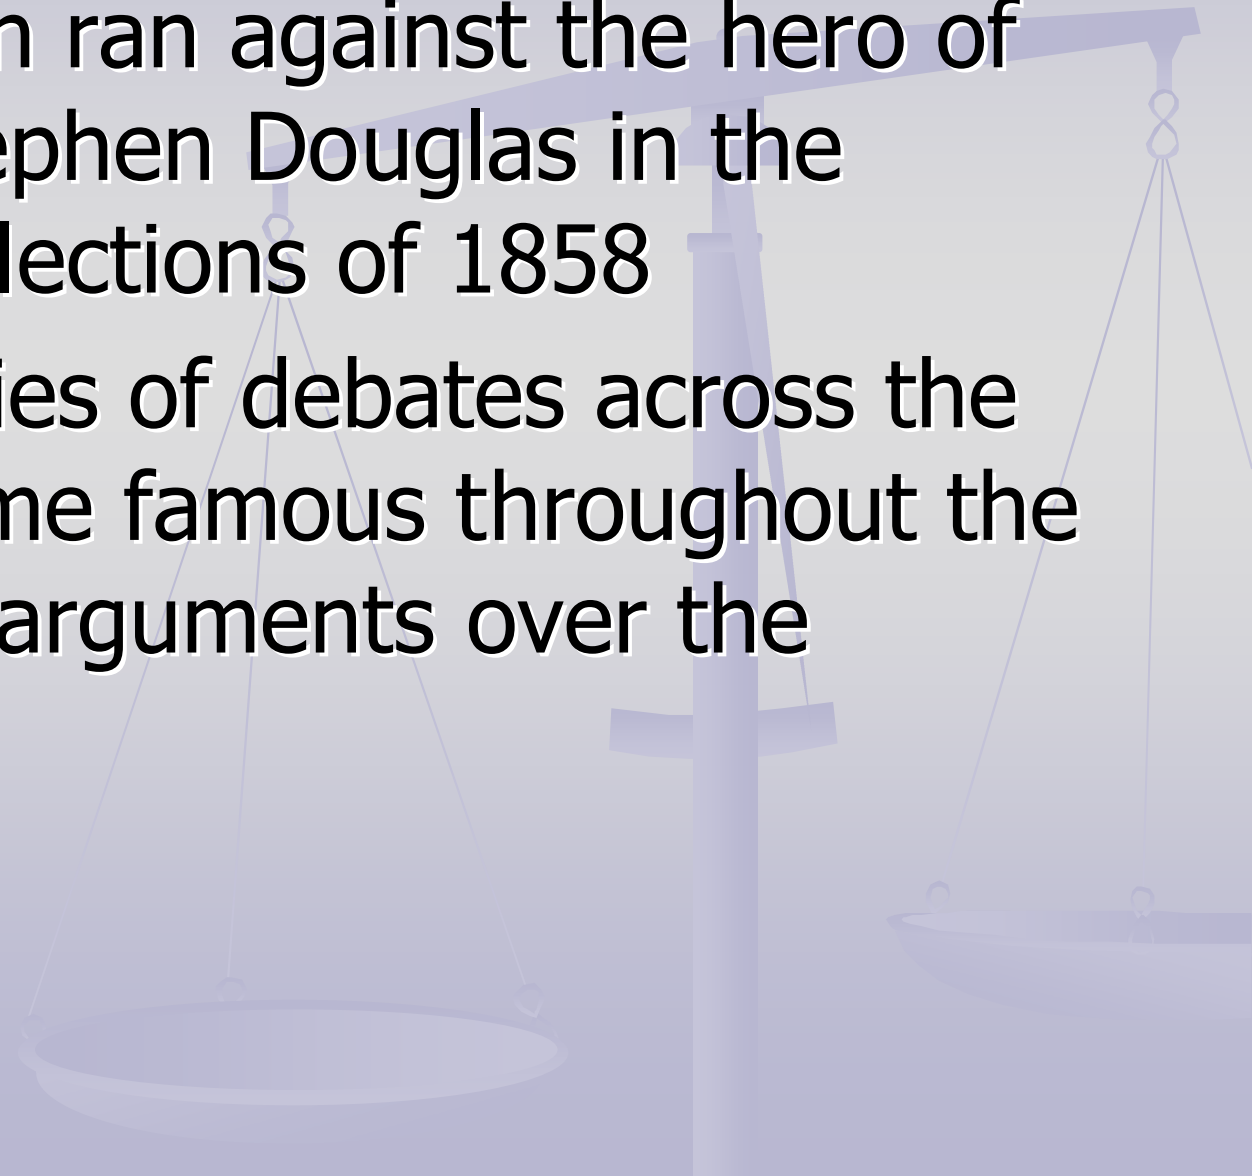 n ran against the hero of
ephen Douglas in the
lections of 1858
ies of debates across the
me famous throughout the
arguments over the